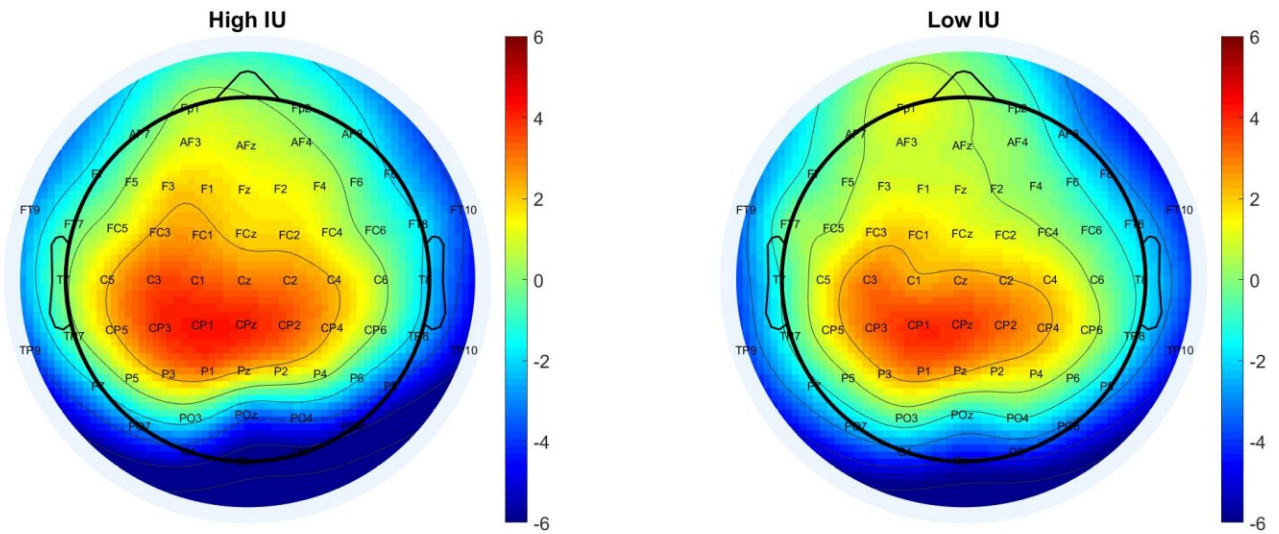 High IU
Low IU
6
4
2
0
-2
-4
-6
Fp1 Fp2
AF7 AF3 AFz AF4 AF8
F7 F5 F3 F1 Fz F2 F4 F6 F8
FT9 FT7 FC5 FC3 FC1 FCz FC2 FC4 FC6 FT8 FT10
T7 C5 C3 C1 Cz C2 C4 C6 T8
TP9 TP7 CP5 CP3 CP1 CPz CP2 CP4 CP6 TP8 TP10
P7 P5 P3 P1 Pz P2 P4 P6
PO7 PO3 POz PO4
6
4
2
0
-2
-4
-6
Fp1 Fp2
AF7 AF3 AFz AF4 AF8
F7 F5 F3 F1 Fz F2 F4 F6 F8
FT9 FT7 FC5 FC3 FC1 FCz FC2 FC4 FC6 FT8 FT10
T7 C5 C3 C1 Cz C2 C4 C6 T8
TP9 TP7 CP5 CP3 CP1 CPz CP2 CP4 CP6 TP8 TP10
P7 P5 P3 P1 Pz P2 P4 P6 P8
PO7 PO3 POz PO4 PO8